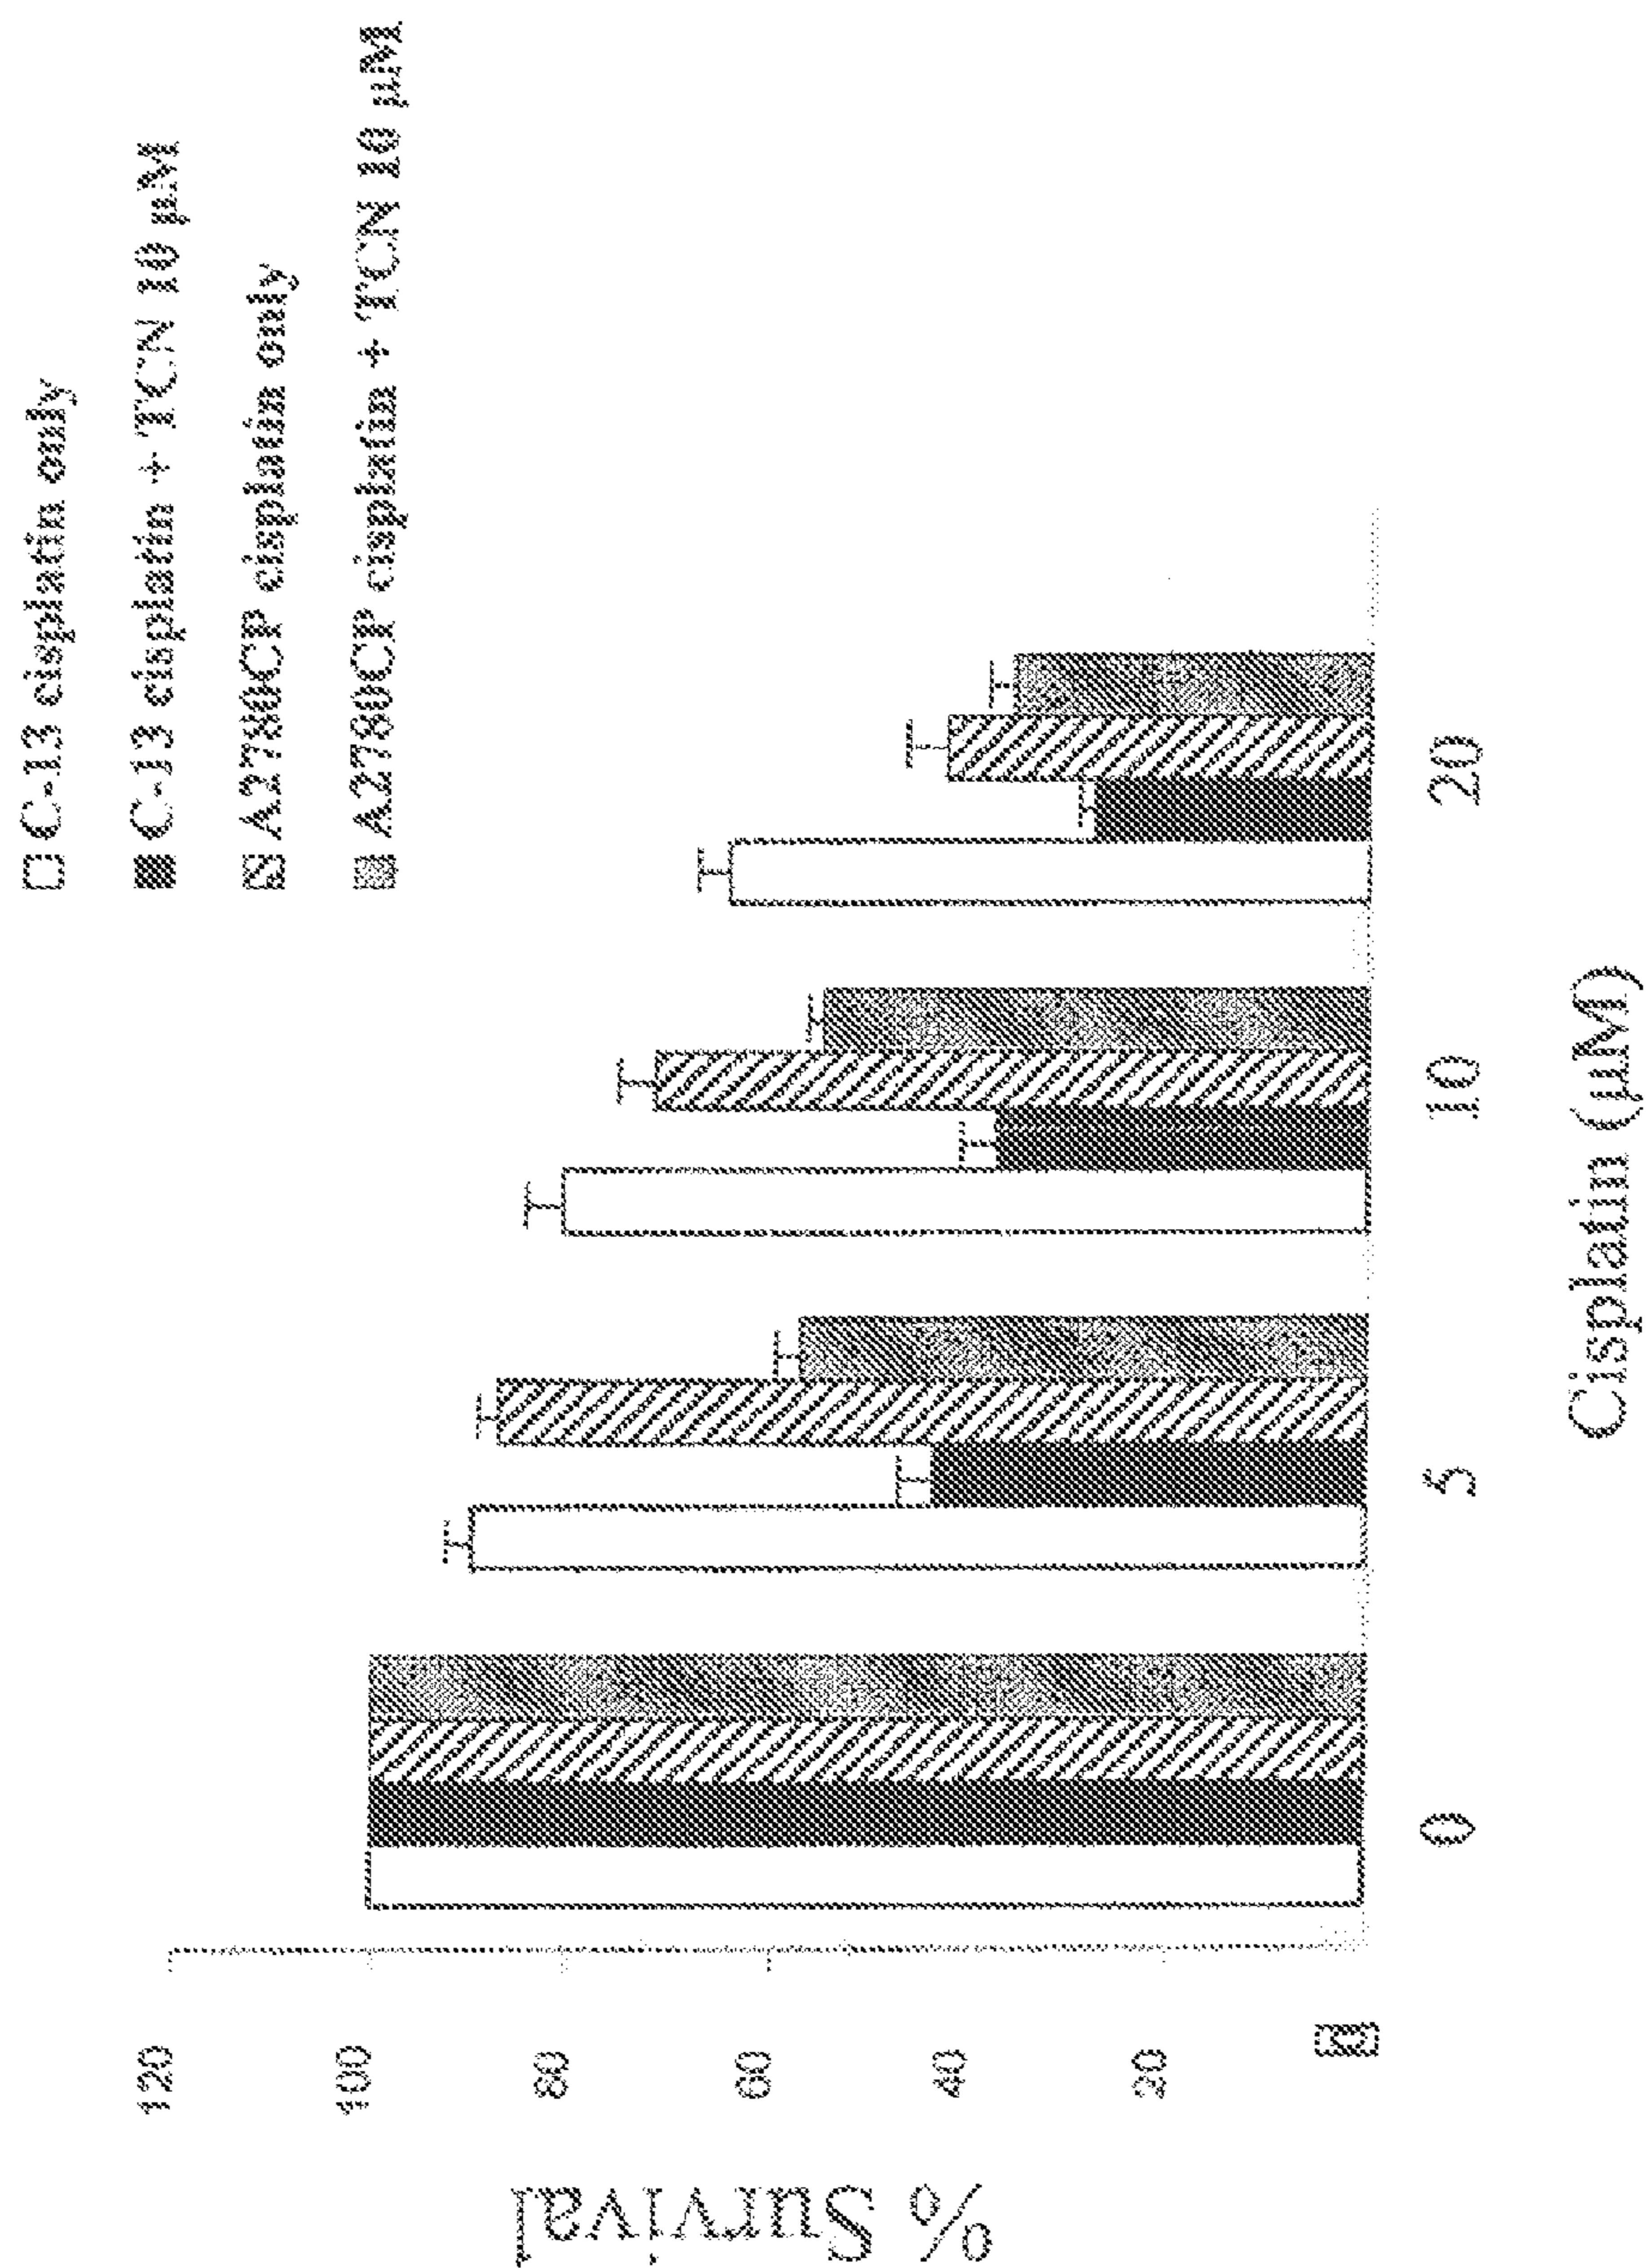 C-13 cisplatin only
C-13 cisplatin + TCN 10 µM
A2780CP cisplatin only
A2780CP cisplatin + TCN 10 µM
% Survival
120
100
80
60
40
20
0
0 5 10 20
Cisplatin (µM)